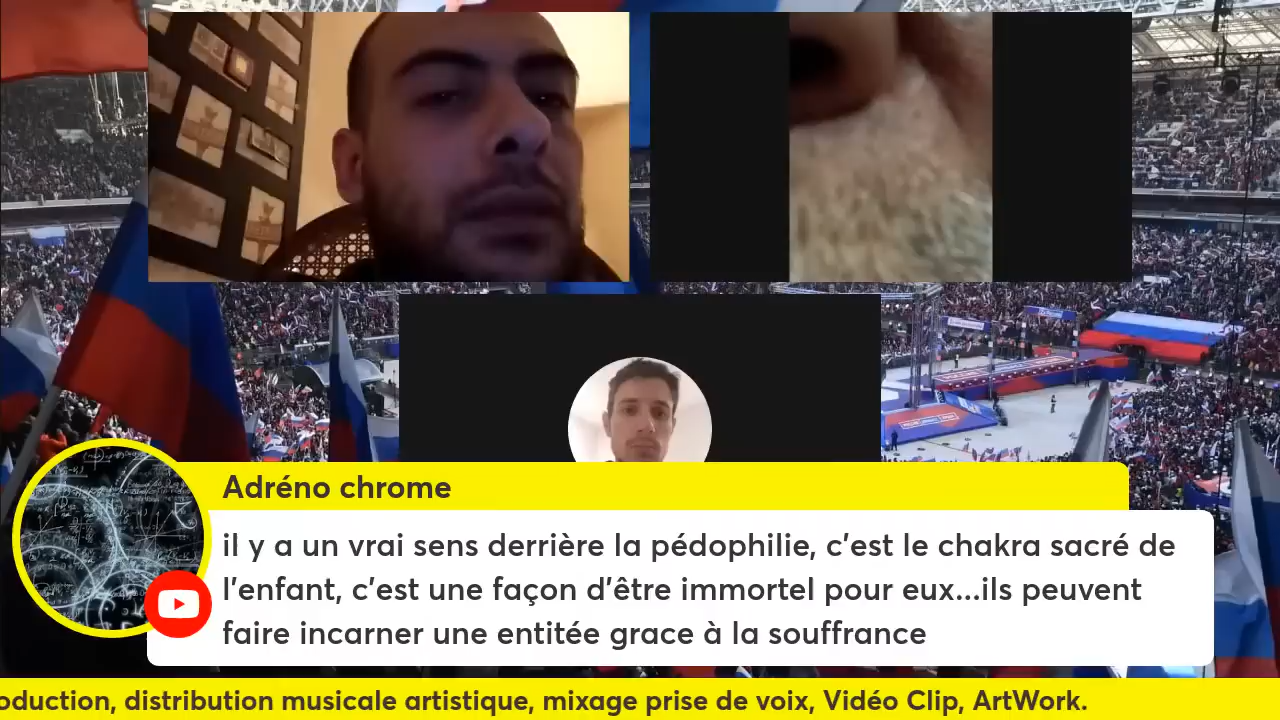 Adréno chrome
il y a un vrai sens derrière la pédophilie, c'est le chakra sacré de
l'enfant, c'est une façon d'être immortel pour eux...ils peuvent
faire incarner une entitée grace à la souffrance
oduction, distribution musicale artistique, mixage prise de voix, Vidéo Clip, ArtWork.